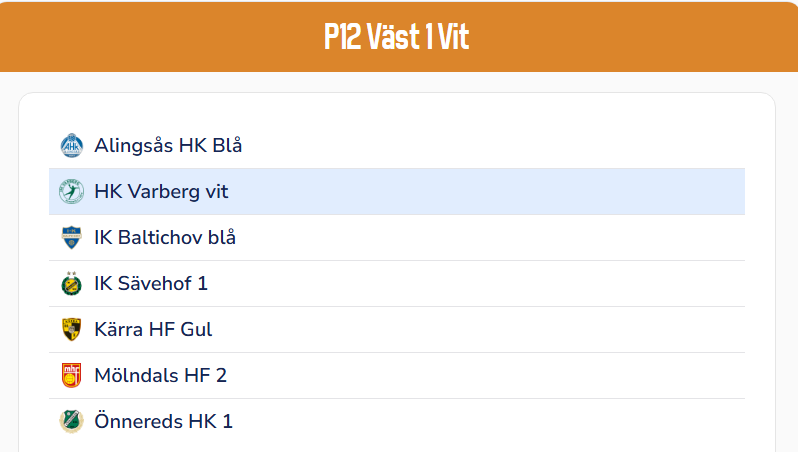 P12 Väst 1 Vit
Alingsås HK Blå
HK Varberg vit
IK Baltichov blå
IK Sävehof 1
Kärra HF Gul
Mölndals HF 2
Önnereds HK 1